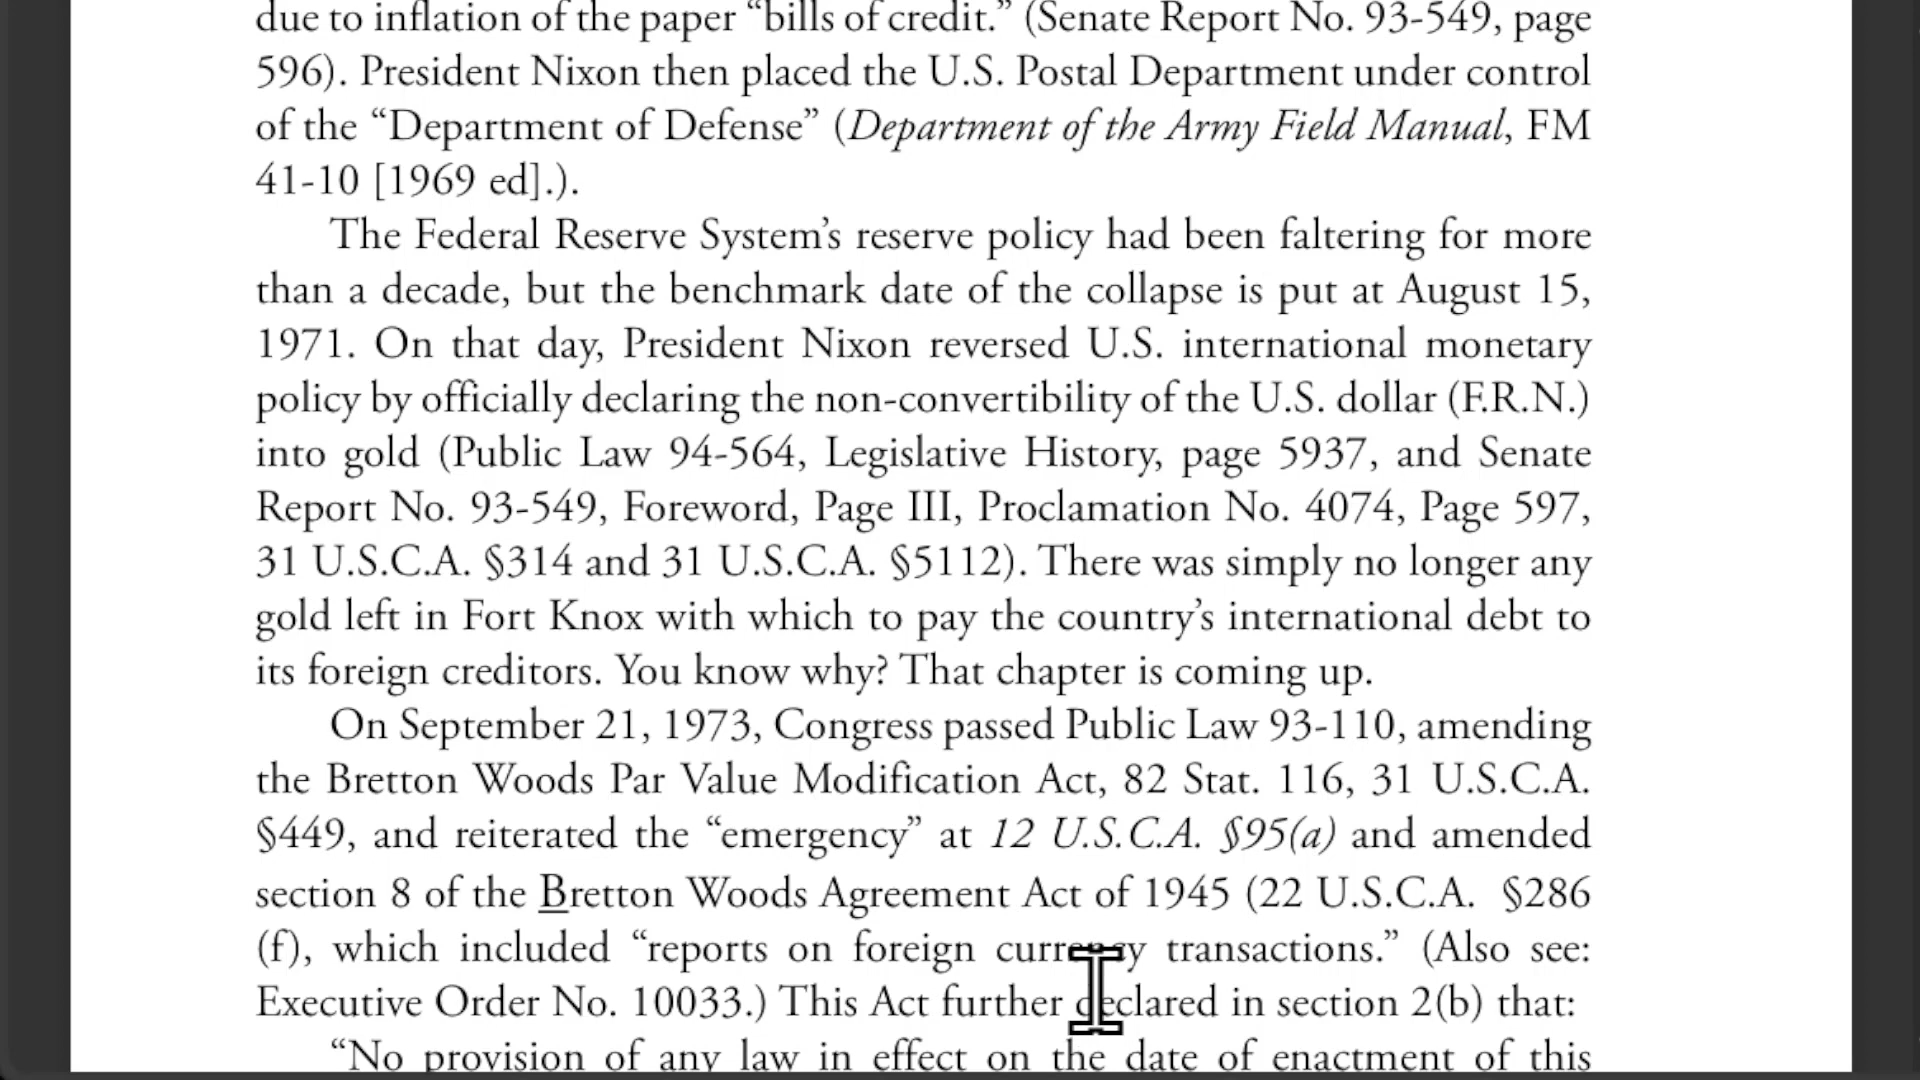 due to inflation of the paper “bills of credit.” (Senate Report No. 93-549, page
596). President Nixon then placed the U.S. Postal Department under control
of the “Department of Defense” (Department of the Army Field Manual, FM
41-10 [1969 ed].).
The Federal Reserve System’s reserve policy had been faltering for more
than a decade, but the benchmark date of the collapse is put at August 15,
1971. On that day, President Nixon reversed U.S. international monetary
policy by officially declaring the non-convertibility of the U.S. dollar (F.R.N.)
into gold (Public Law 94-564, Legislative History, page 5937, and Senate
Report No. 93-549, Foreword, Page III, Proclamation No. 4074, Page 597,
31 U.S.C.A. §314 and 31 U.S.C.A. §5112). There was simply no longer any
gold left in Fort Knox with which to pay the country’s international debt to
its foreign creditors. You know why? That chapter is coming up.
On September 21, 1973, Congress passed Public Law 93-110, amending
the Bretton Woods Par Value Modification Act, 82 Stat. 116, 31 U.S.C.A.
§449, and reiterated the “emergency” at 12 U.S.C.A. §95(a) and amended
section 8 of the Bretton Woods Agreement Act of 1945 (22 U.S.C.A. §286
(f), which included “reports on foreign currency transactions.” (Also see:
Executive Order No. 10033.) This Act further declared in section 2(b) that:
“No provision of any law in effect on the date of enactment of this